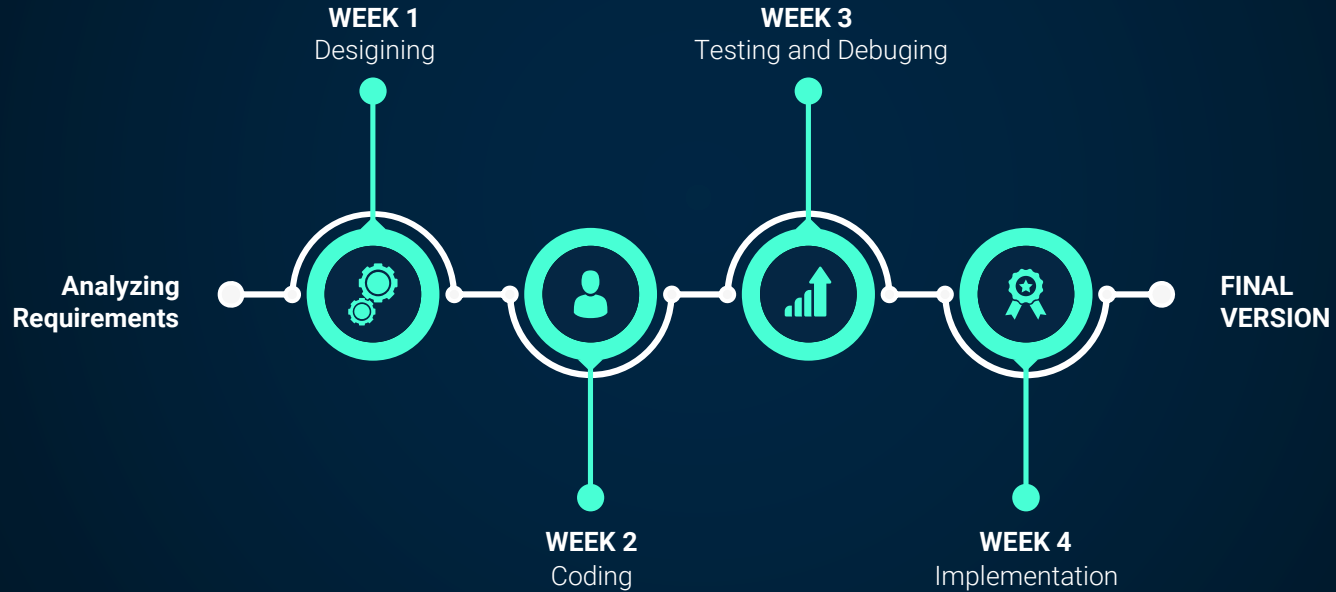 WEEK 1
Desigining
WEEK 3
Testing and Debuging
Analyzing
Requirements
FINAL
VERSION
WEEK 2
Coding
WEEK 4
Implementation